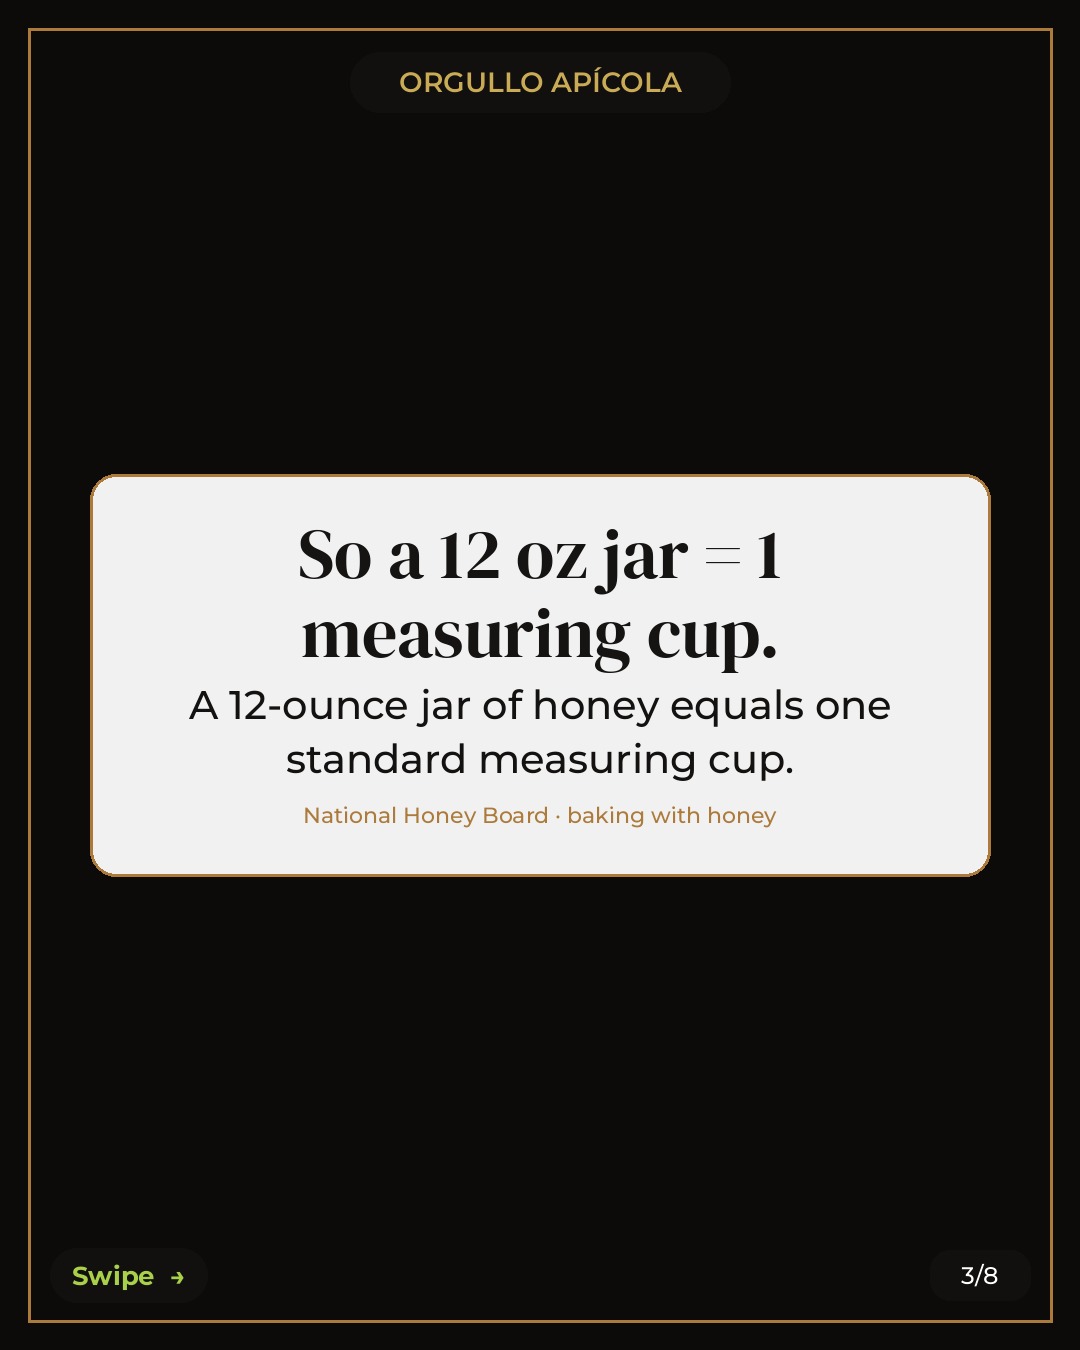 ORGULLO APÍCOLA
So a 12 oz jar = 1
measuring cup.
A 12-ounce jar of honey equals one
standard measuring cup.
National Honey Board · baking with honey
Swipe →
3/8